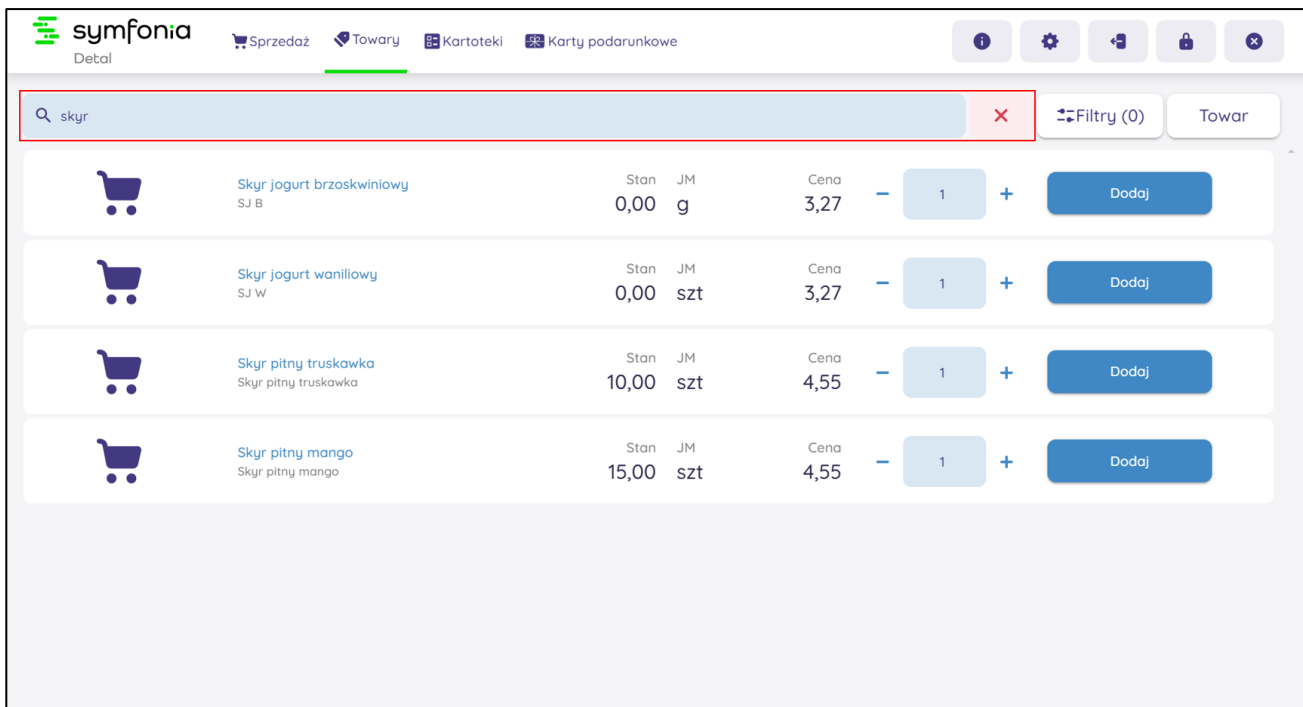 symfonia
Detal
Sprzedaż Towary Kartoteki Karty podarunkowe
skyr
Filtry (0) Towar
Skyr jogurt brzoskwiniowy Stan JM Cena
SJ B 0,00 g 3,27 1 Dodaj
Skyr jogurt waniliowy Stan JM Cena
SJ W 0,00 szt 3,27 1 Dodaj
Skyr pitny truskawka Stan JM Cena
Skyr pitny truskawka 10,00 szt 4,55 1 Dodaj
Skyr pitny mango Stan JM Cena
Skyr pitny mango 15,00 szt 4,55 1 Dodaj